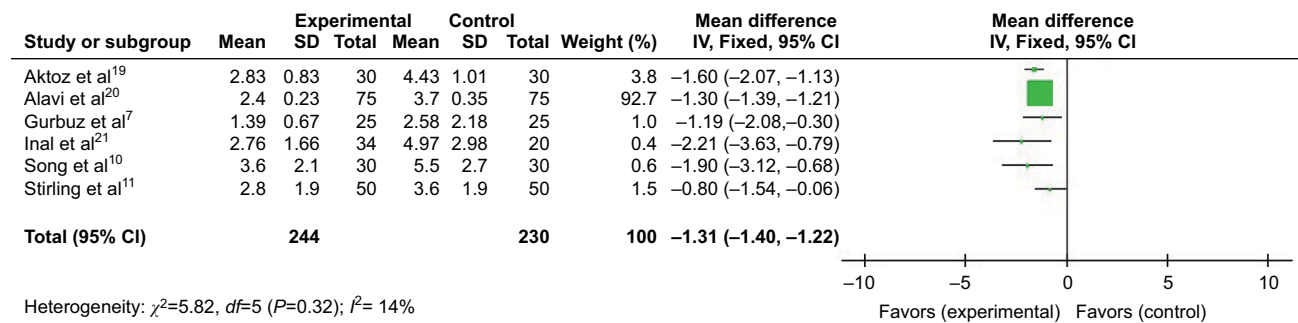 Experimental Control Mean difference Mean difference
Study or subgroup Mean SD Total Mean SD Total Weight (%) IV, Fixed, 95% CI IV, Fixed, 95% CI
Aktoz et al¹⁹ 2.83 0.83 30 4.43 1.01 30 3.8 –1.60 (–2.07, –1.13)
Alavi et al²⁰ 2.4 0.23 75 3.7 0.35 75 92.7 –1.30 (–1.39, –1.21)
Gurbuz et al⁷ 1.39 0.67 25 2.58 2.18 25 1.0 –1.19 (–2.08,–0.30)
Inal et al²¹ 2.76 1.66 34 4.97 2.98 20 0.4 –2.21 (–3.63, –0.79)
Song et al¹⁰ 3.6 2.1 30 5.5 2.7 30 0.6 –1.90 (–3.12, –0.68)
Stirling et al¹¹ 2.8 1.9 50 3.6 1.9 50 1.5 –0.80 (–1.54, –0.06)
Total (95% CI) 244 230 100 –1.31 (–1.40, –1.22)
–10 –5 0 5 10
Heterogeneity: χ²=5.82, df=5 (P=0.32); I²= 14% Favors (experimental) Favors (control)